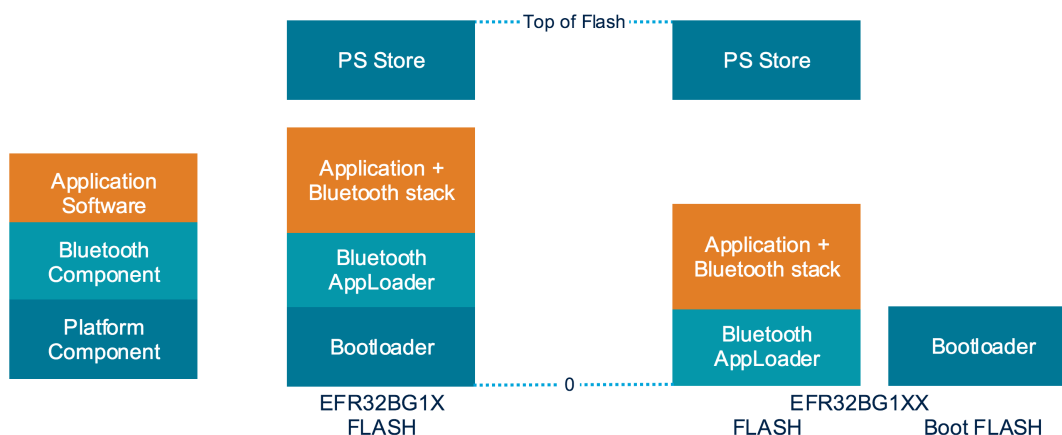 Top of Flash
PS Store
PS Store
Application
Software
Bluetooth
Component
Platform
Component
Application +
Bluetooth stack
Bluetooth
AppLoader
Bootloader
Application +
Bluetooth stack
Bluetooth
AppLoader
Bootloader
0
EFR32BG1X
FLASH
EFR32BG1XX
FLASH
Boot FLASH